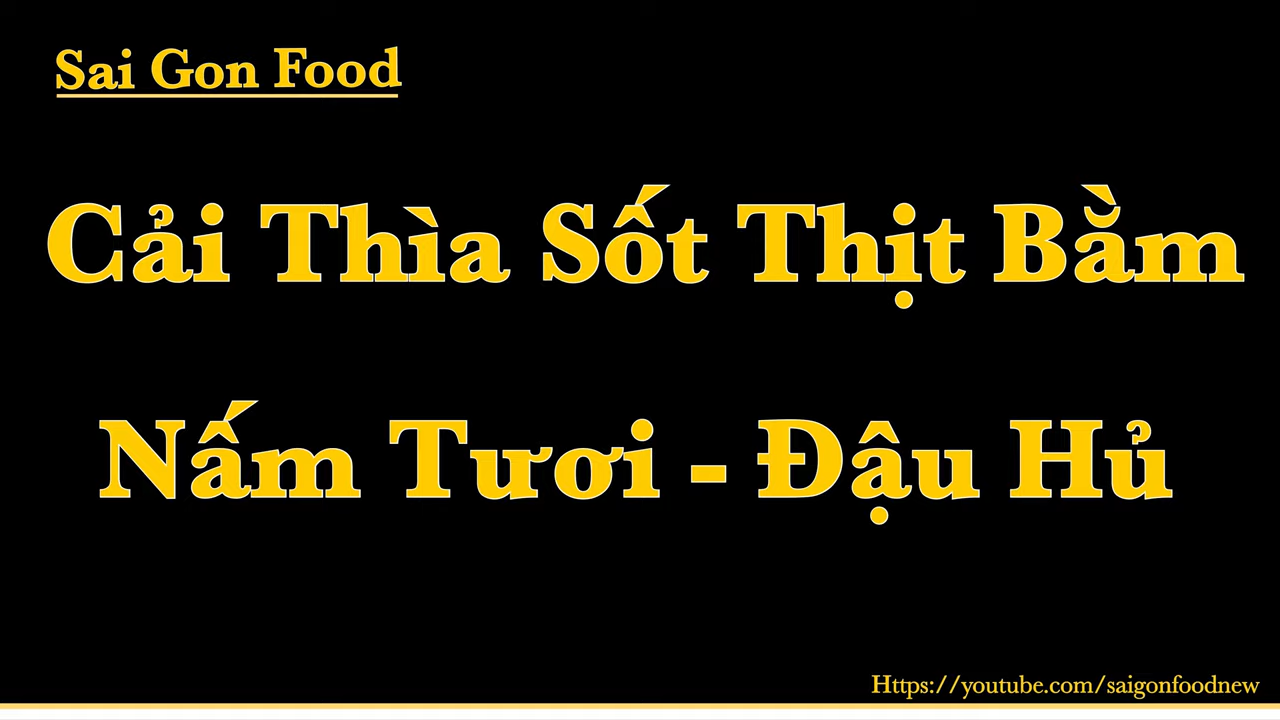 Sai Gon Food
Cải Thìa Sốt Thịt Bằm
Nấm Tươi - Đậu Hủ
Https://youtube.com/saigonfoodnew